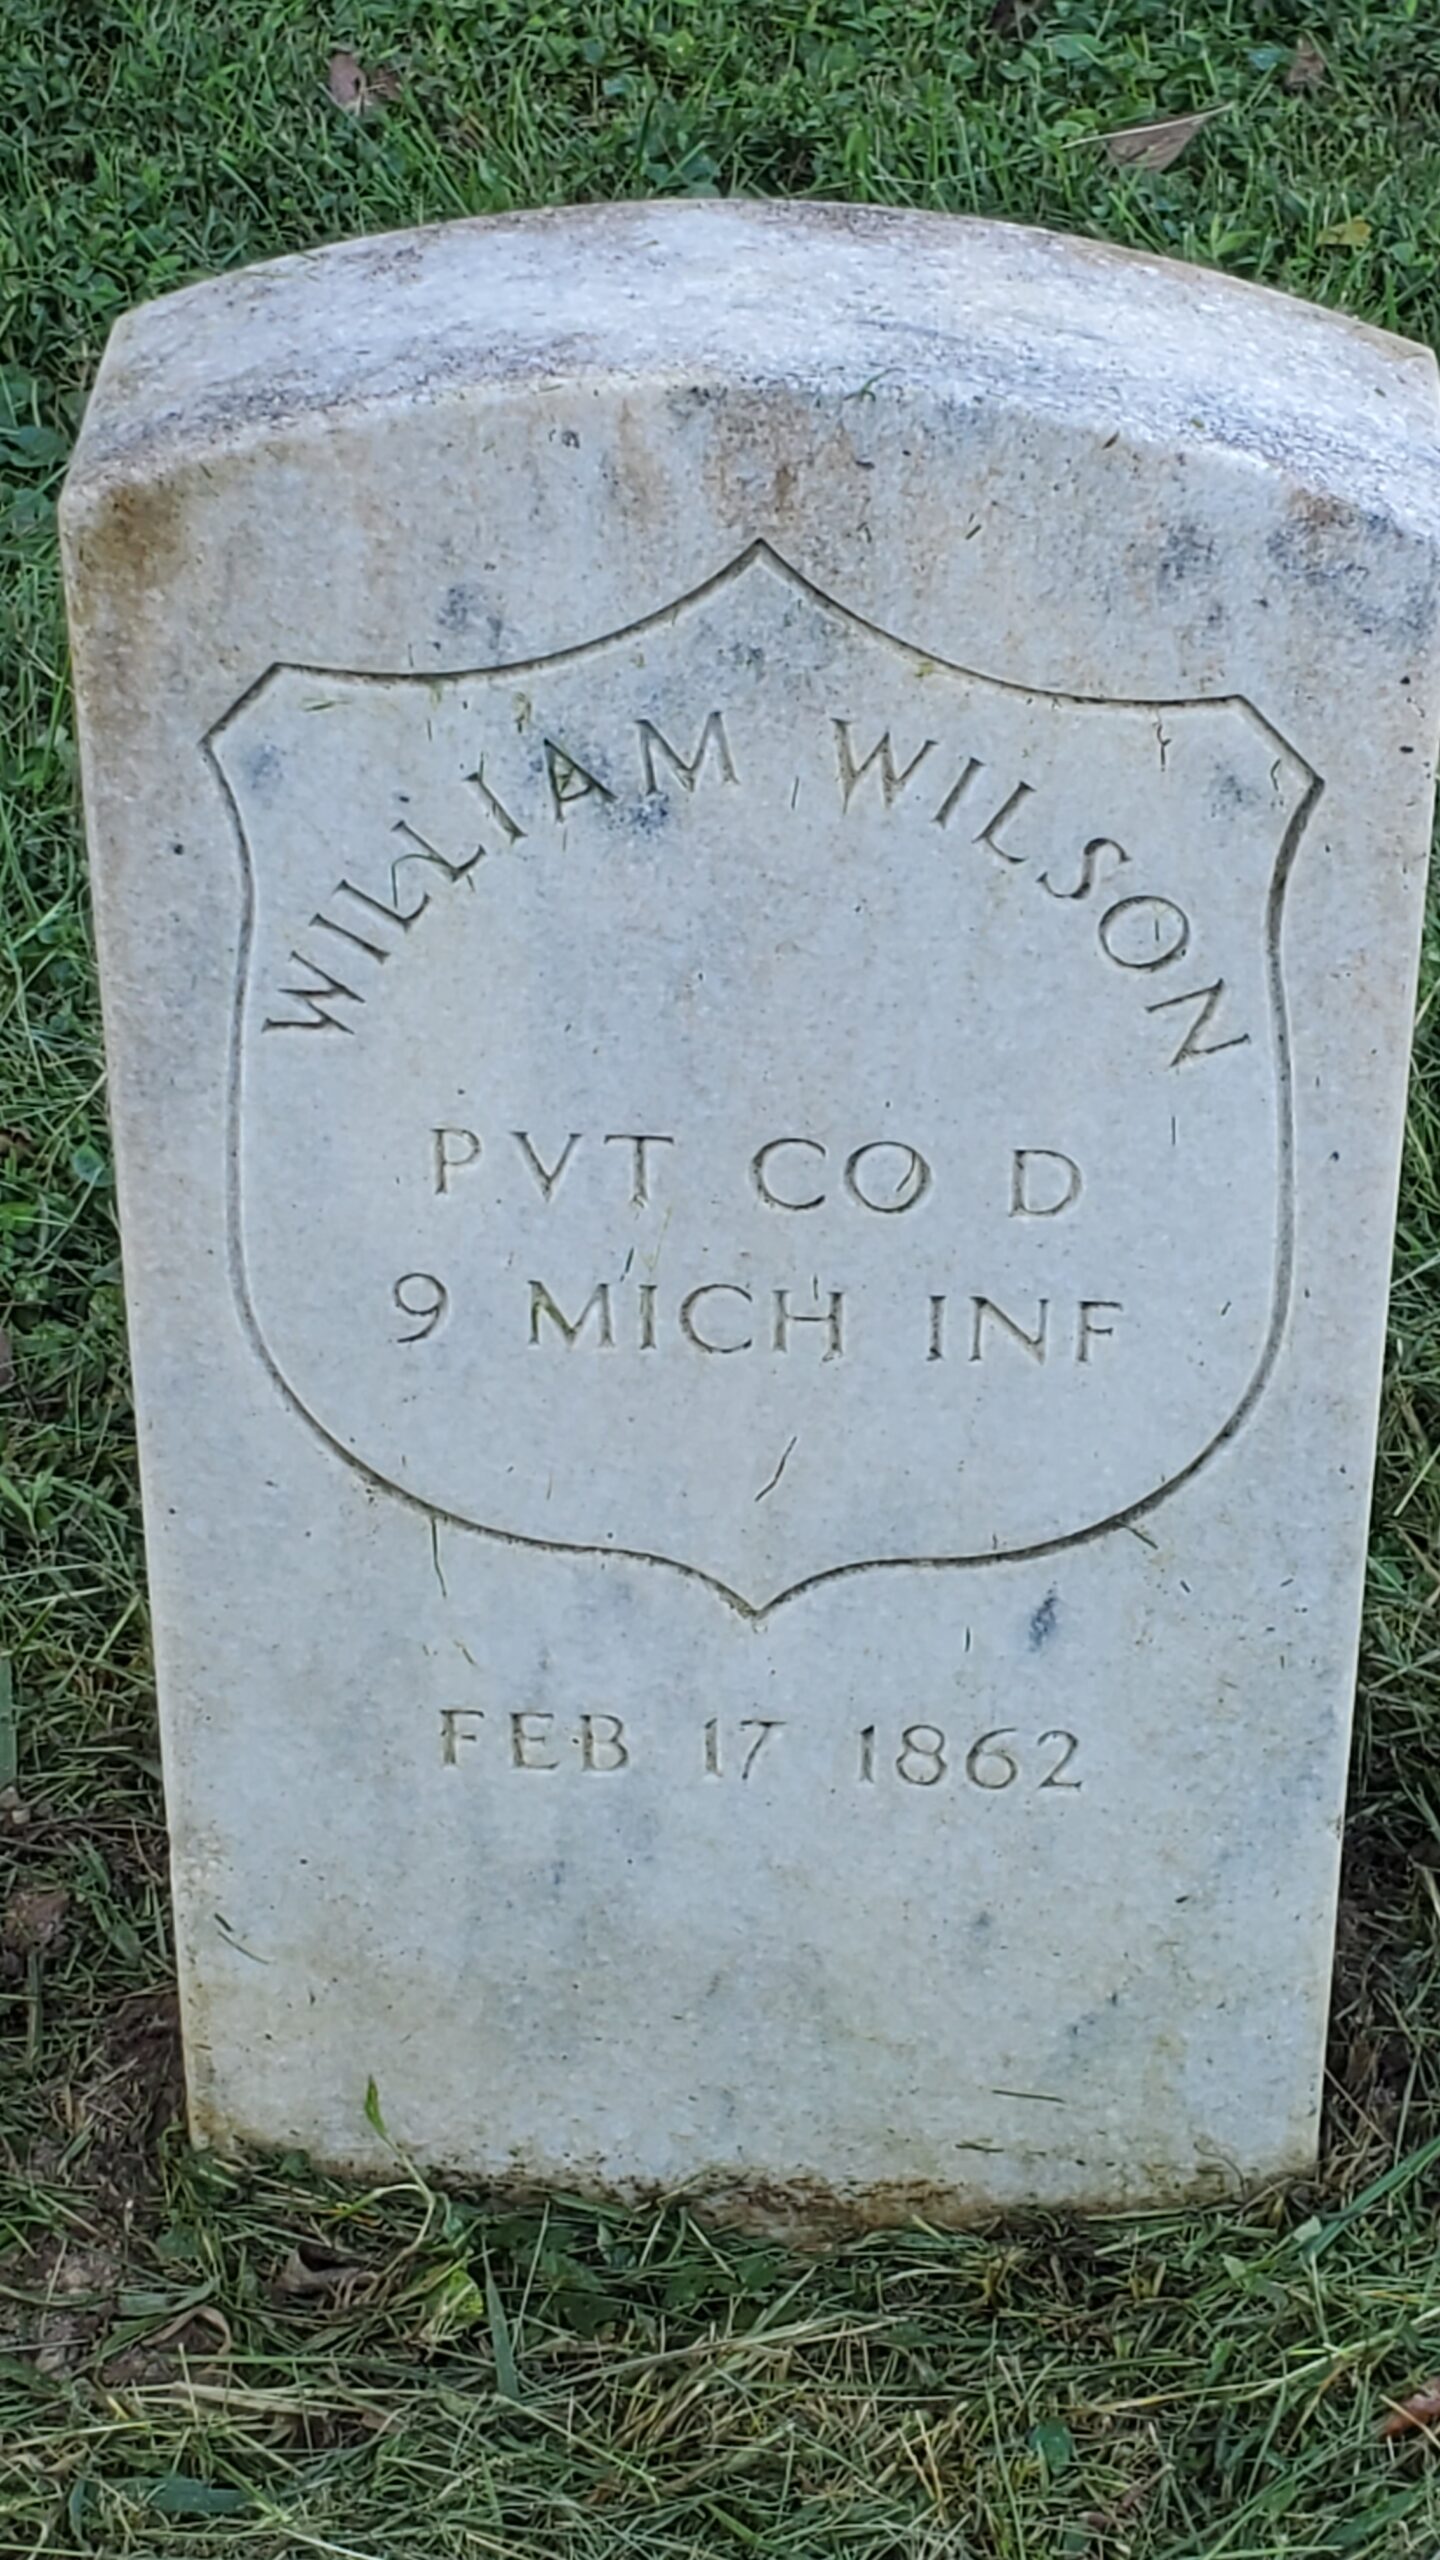 WILLIAM WILSON
PVT CO D
9 MICH INF
FEB 17 1862